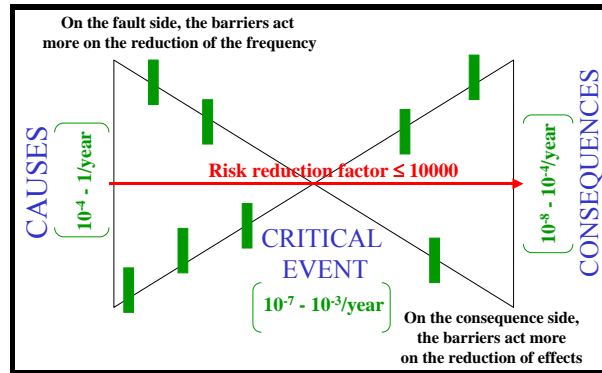 On the fault side, the barriers act
more on the reduction of the frequency
CAUSES
10⁻⁴ - 1/year
Risk reduction factor ≤ 10000
CRITICAL
EVENT
10⁻⁷ - 10⁻³/year
10⁻⁸ - 10⁻⁴/year
CONSEQUENCES
On the consequence side,
the barriers act more
on the reduction of effects